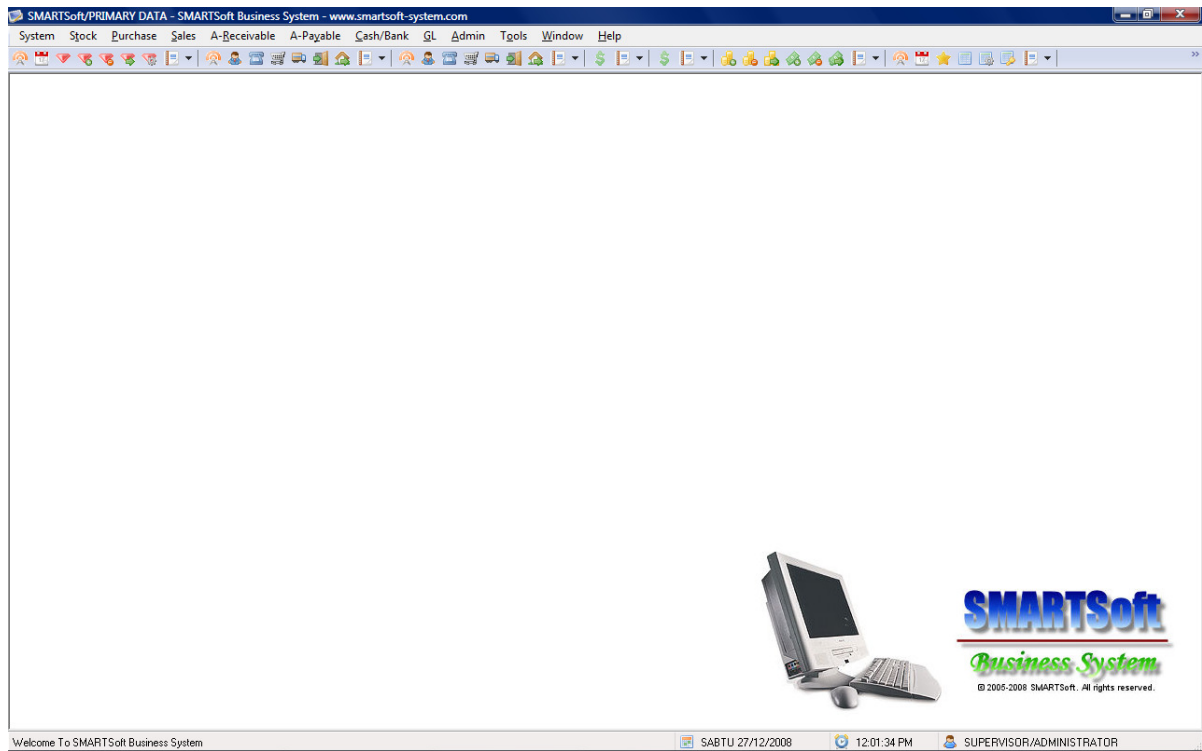 SMARTSoft/PRIMARY DATA - SMARTSoft Business System - www.smartsoft-system.com
System Stock Purchase Sales A-Receivable A-Payable Cash/Bank GL Admin Tools Window Help
SMARTSoft
Business System
© 2005-2008 SMARTSoft. All rights reserved.
Welcome To SMARTSoft Business System SABTU 27/12/2008 12:01:34 PM SUPERVISOR/ADMINISTRATOR